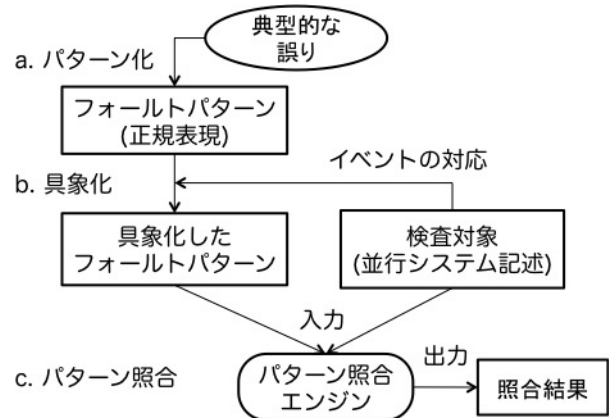 典型的な
誤り
a. パターン化
フォールトパターン
(正規表現)
イベントの対応
b. 具象化
具象化した
フォールトパターン
検査対象
(並行システム記述)
入力
出力
c. パターン照合
パターン照合
エンジン
照合結果